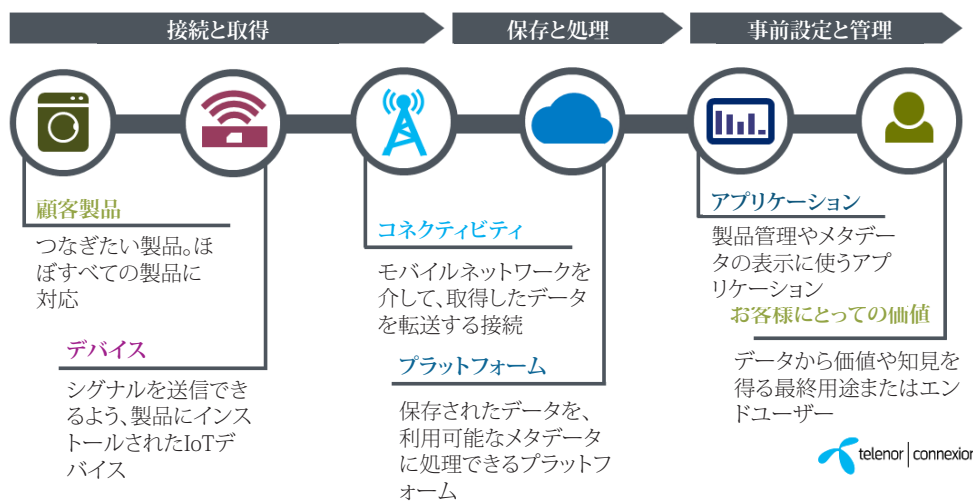 接続と取得
保存と処理
事前設定と管理
顧客製品
つなぎたい製品。ほ
ぼすべての製品に
対応
デバイス
シグナルを送信でき
るよう、製品にインス
トールされたIoTデ
バイス
コネクティビティ
モバイルネットワークを
介して、取得したデータ
を転送する接続
プラットフォーム
保存されたデータを、
利用可能なメタデータ
に処理できるプラットフ
ォーム
アプリケーション
製品管理やメタデー
タの表示に使うアプ
リケーション
お客様にとっての価値
データから価値や知見を
得る最終用途またはエン
ドユーザー
telenor | connexion